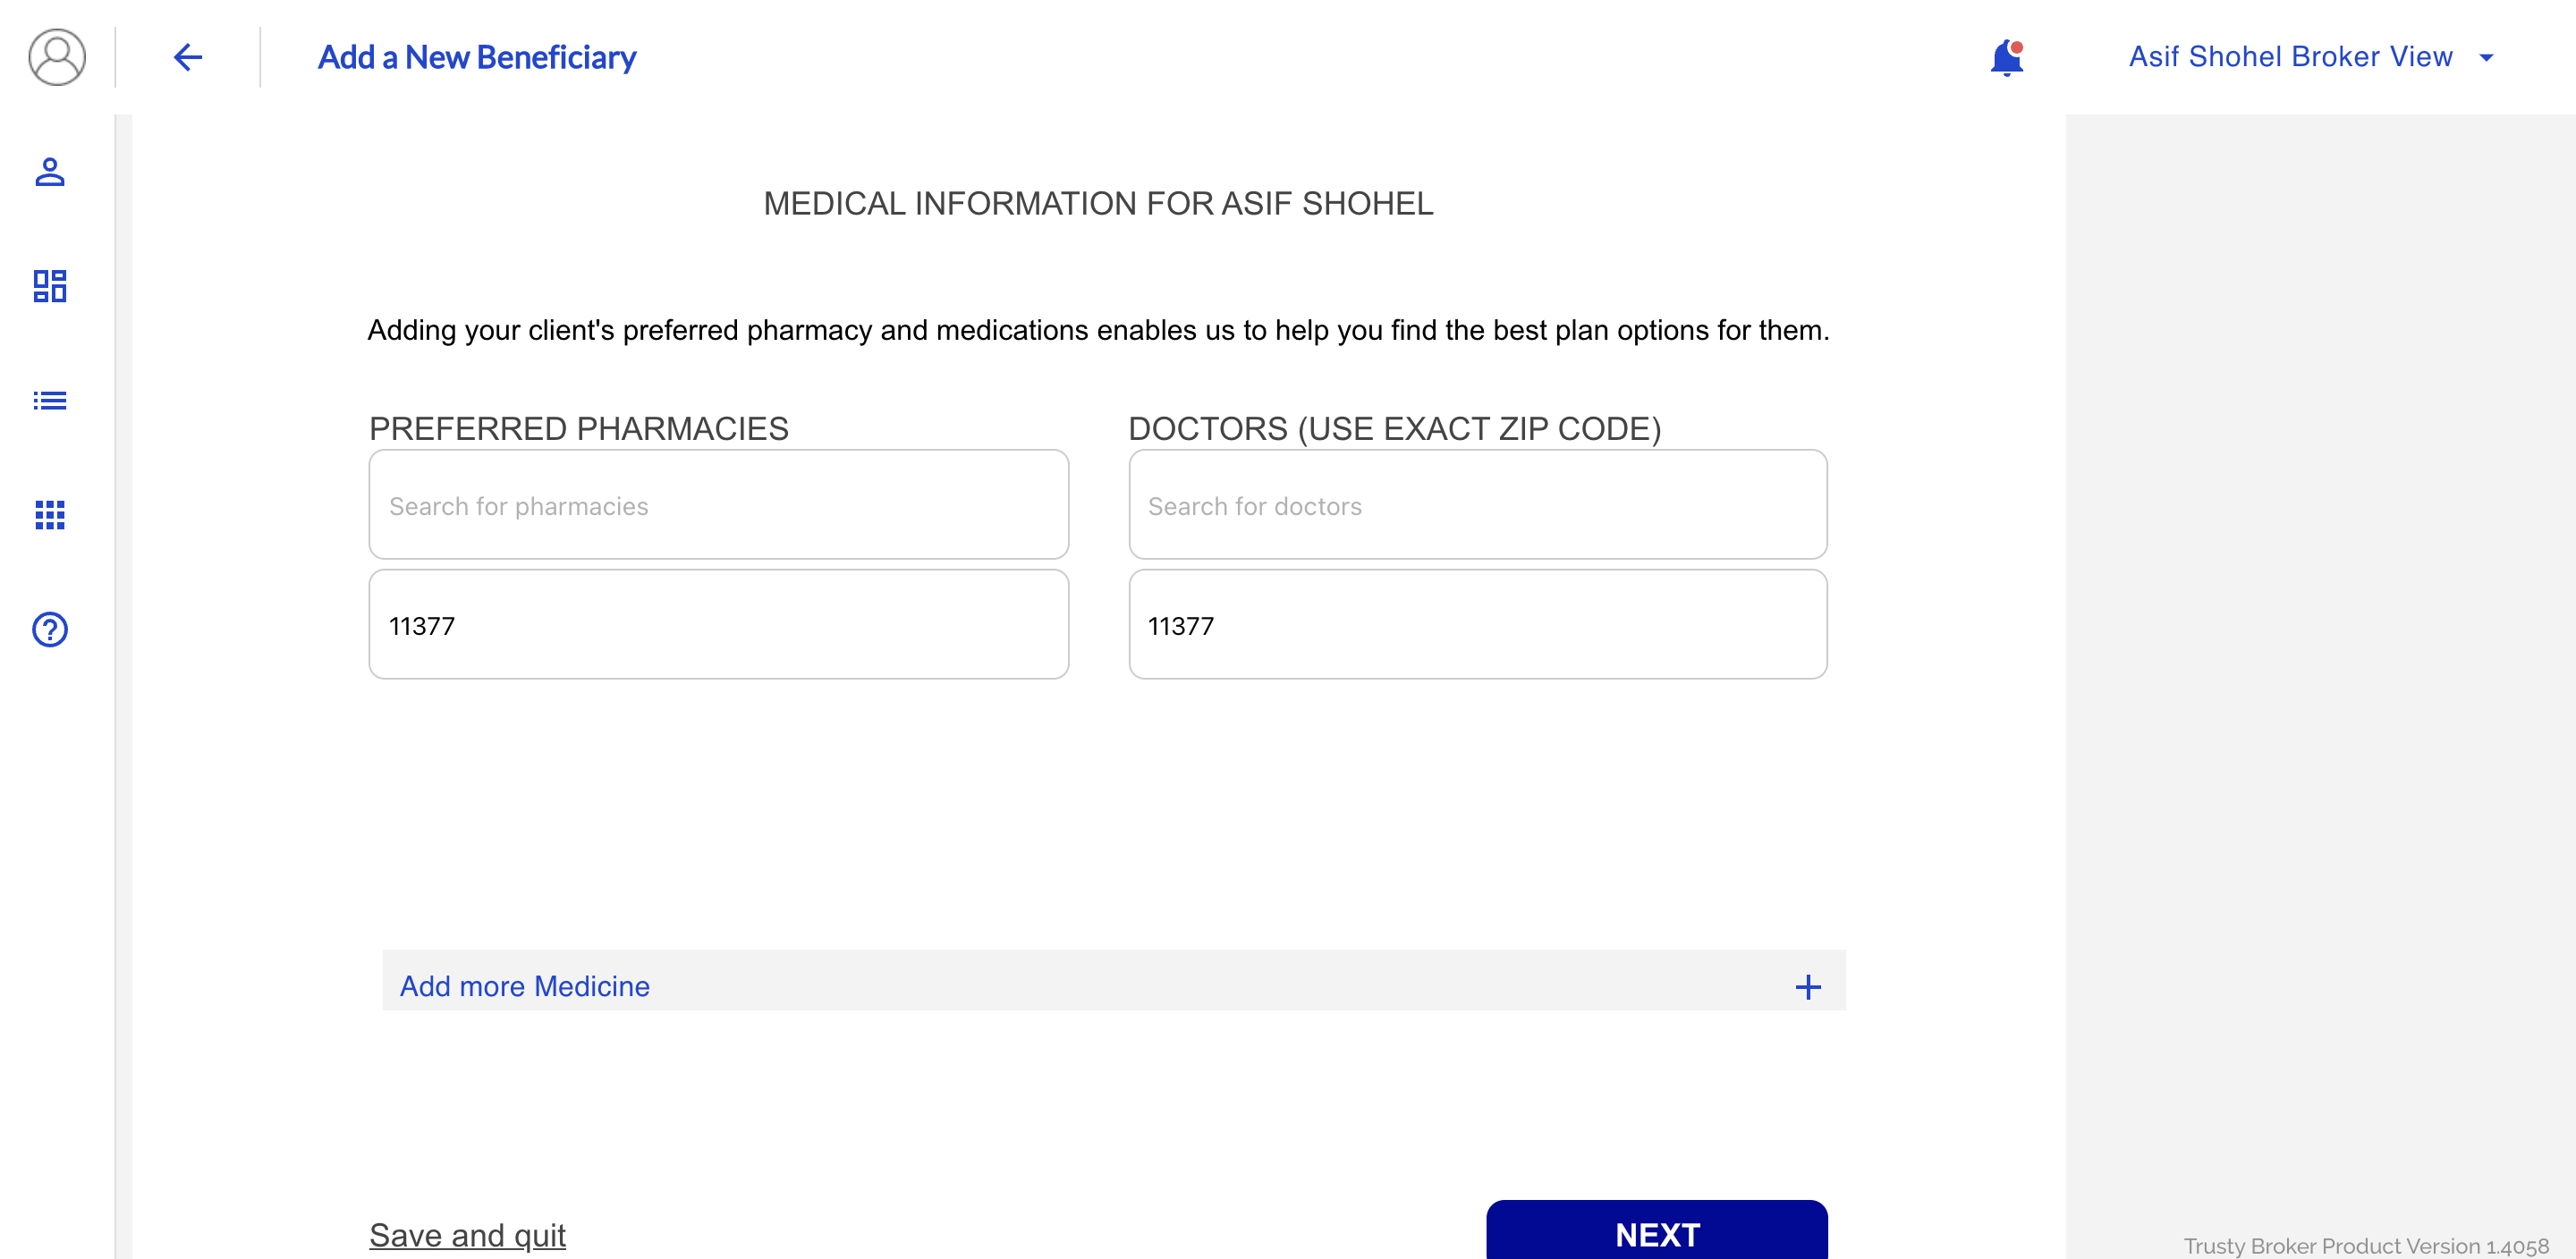 Add a New Beneficiary
Asif Shohel Broker View
MEDICAL INFORMATION FOR ASIF SHOHEL
Adding your client's preferred pharmacy and medications enables us to help you find the best plan options for them.
PREFERRED PHARMACIES
Search for pharmacies
11377
DOCTORS (USE EXACT ZIP CODE)
Search for doctors
11377
Add more Medicine
Save and quit
NEXT
Trusty Broker Product Version 1.4058